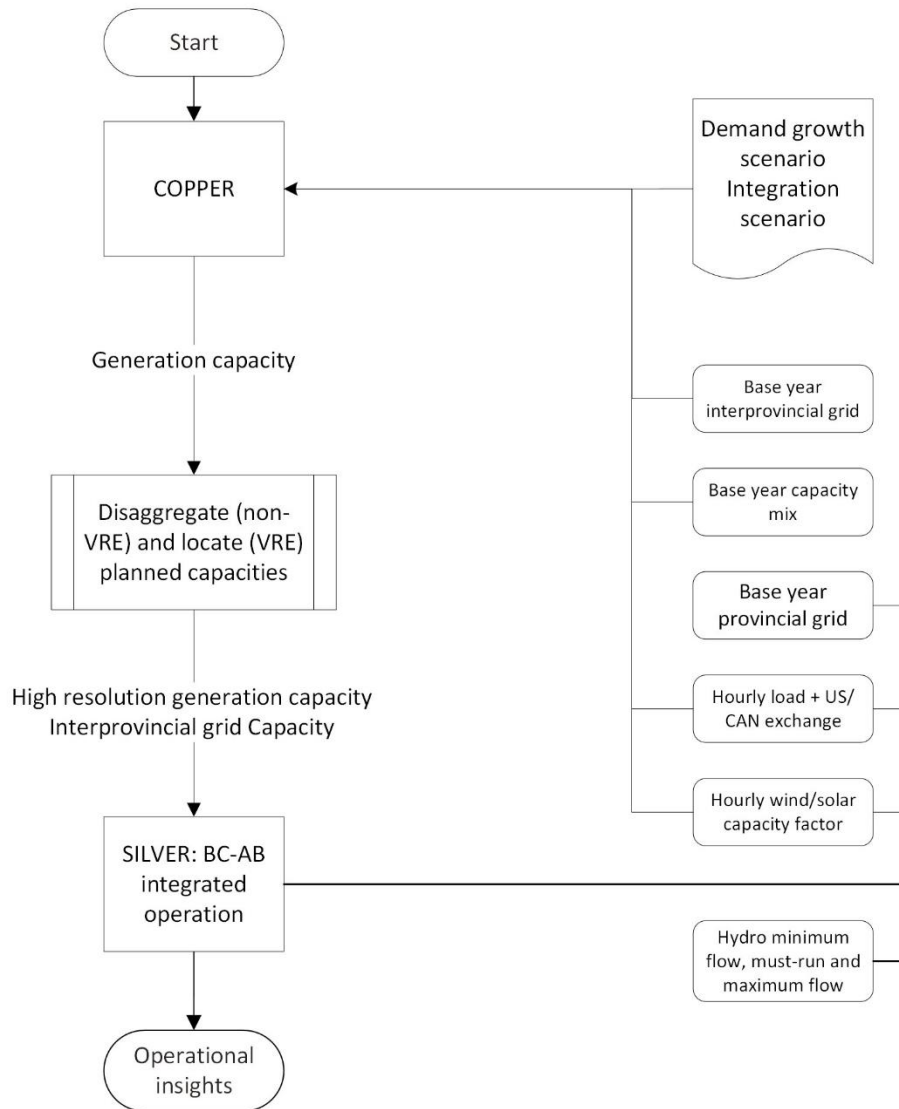 Start
COPPER
Demand growth
scenario
Integration
scenario
Generation capacity
Base year
interprovincial grid
Base year capacity
mix
Disaggregate (non-
VRE) and locate (VRE)
planned capacities
Base year
provincial grid
High resolution generation capacity
Interprovincial grid Capacity
Hourly load + US/
CAN exchange
Hourly wind/solar
capacity factor
SILVER: BC-AB
integrated
operation
Hydro minimum
flow, must-run and
maximum flow
Operational
insights